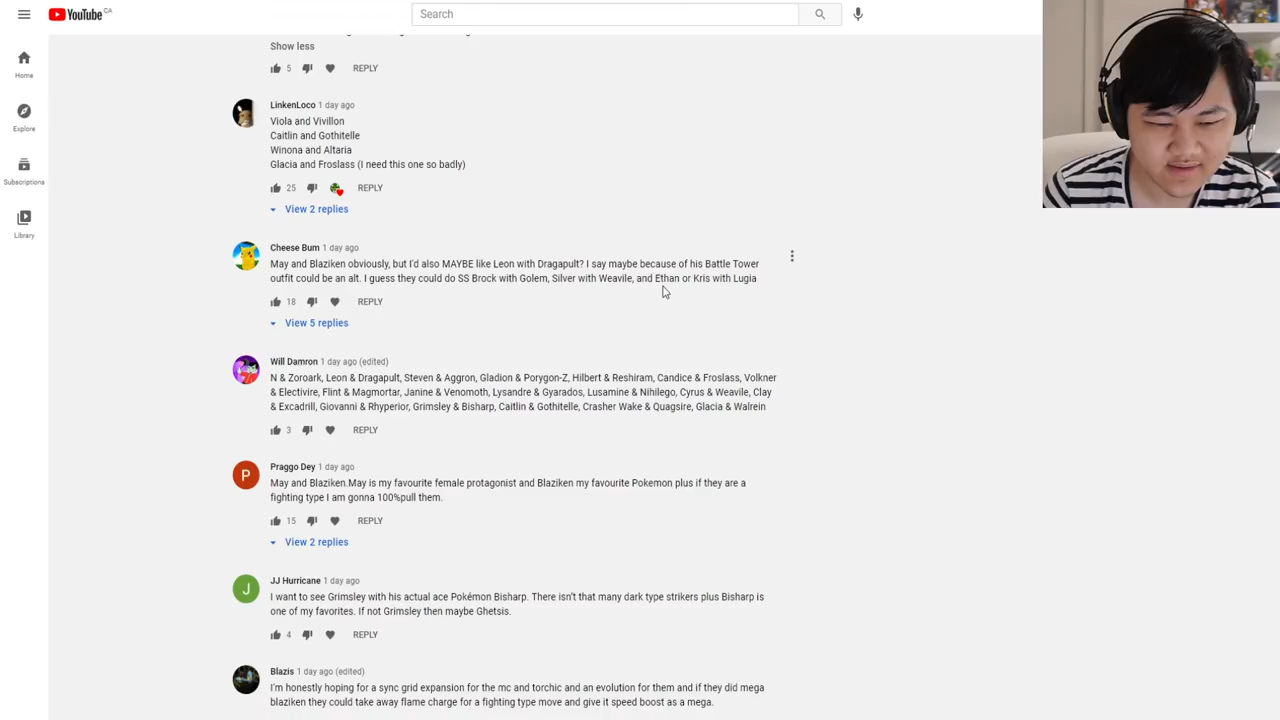 YouTube CA
Search
Home
Explore
Subscriptions
Library
Show less
5 REPLY
LinkenLoco 1 day ago
Viola and Vivillon
Caitlin and Gothitelle
Winona and Altaria
Glacia and Froslass (I need this one so badly)
25 REPLY
View 2 replies
Cheese Bum 1 day ago
May and Blaziken obviously, but I'd also MAYBE like Leon with Dragapult? I say maybe because of his Battle Tower
outfit could be an alt. I guess they could do SS Brock with Golem, Silver with Weavile, and Ethan or Kris with Lugia
18 REPLY
View 5 replies
Will Damron 1 day ago (edited)
N & Zoroark, Leon & Dragapult, Steven & Aggron, Gladion & Porygon-Z, Hilbert & Reshiram, Candice & Froslass, Volkner
& Electivire, Flint & Magmortar, Janine & Venomoth, Lysandre & Gyarados, Lusamine & Nihilego, Cyrus & Weavile, Clay
& Excadrill, Giovanni & Rhyperior, Grimsley & Bisharp, Caitlin & Gothitelle, Crasher Wake & Quagsire, Glacia & Walrein
3 REPLY
P
Praggo Dey 1 day ago
May and Blaziken.May is my favourite female protagonist and Blaziken my favourite Pokemon plus if they are a
fighting type I am gonna 100%pull them.
15 REPLY
View 2 replies
J
JJ Hurricane 1 day ago
I want to see Grimsley with his actual ace Pokémon Bisharp. There isn't that many dark type strikers plus Bisharp is
one of my favorites. If not Grimsley then maybe Ghetsis.
4 REPLY
Blazis 1 day ago (edited)
I'm honestly hoping for a sync grid expansion for the mc and torchic and an evolution for them and if they did mega
blaziken they could take away flame charge for a fighting type move and give it speed boost as a mega.